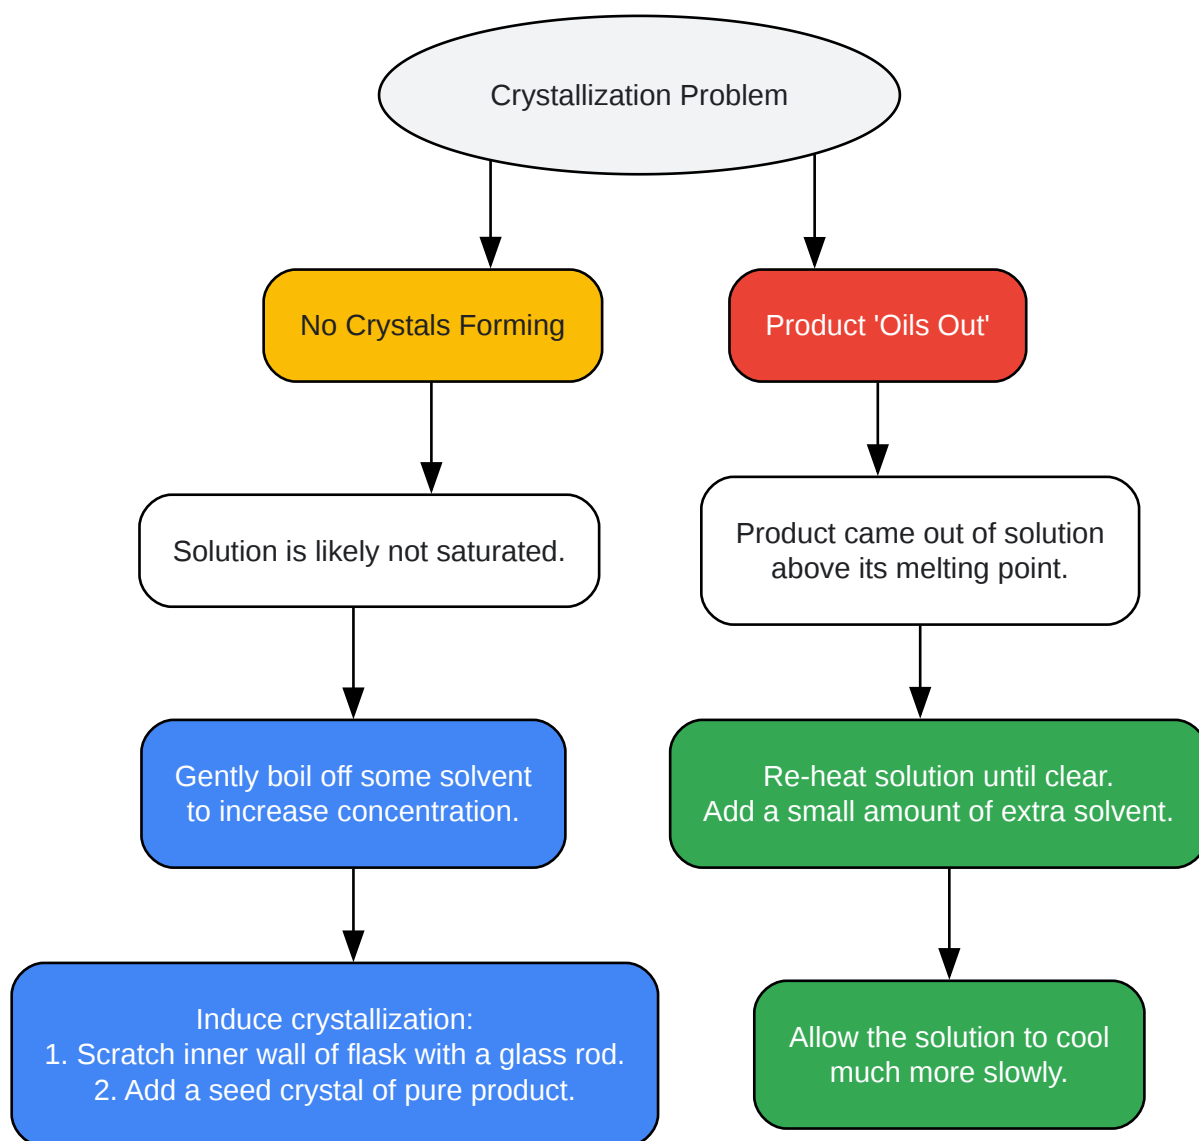 Crystallization Problem
No Crystals Forming
Product 'Oils Out'
Solution is likely not saturated.
Product came out of solution
above its melting point.
Gently boil off some solvent
to increase concentration.
Re-heat solution until clear.
Add a small amount of extra solvent.
Induce crystallization:
1. Scratch inner wall of flask with a glass rod.
2. Add a seed crystal of pure product.
Allow the solution to cool
much more slowly.